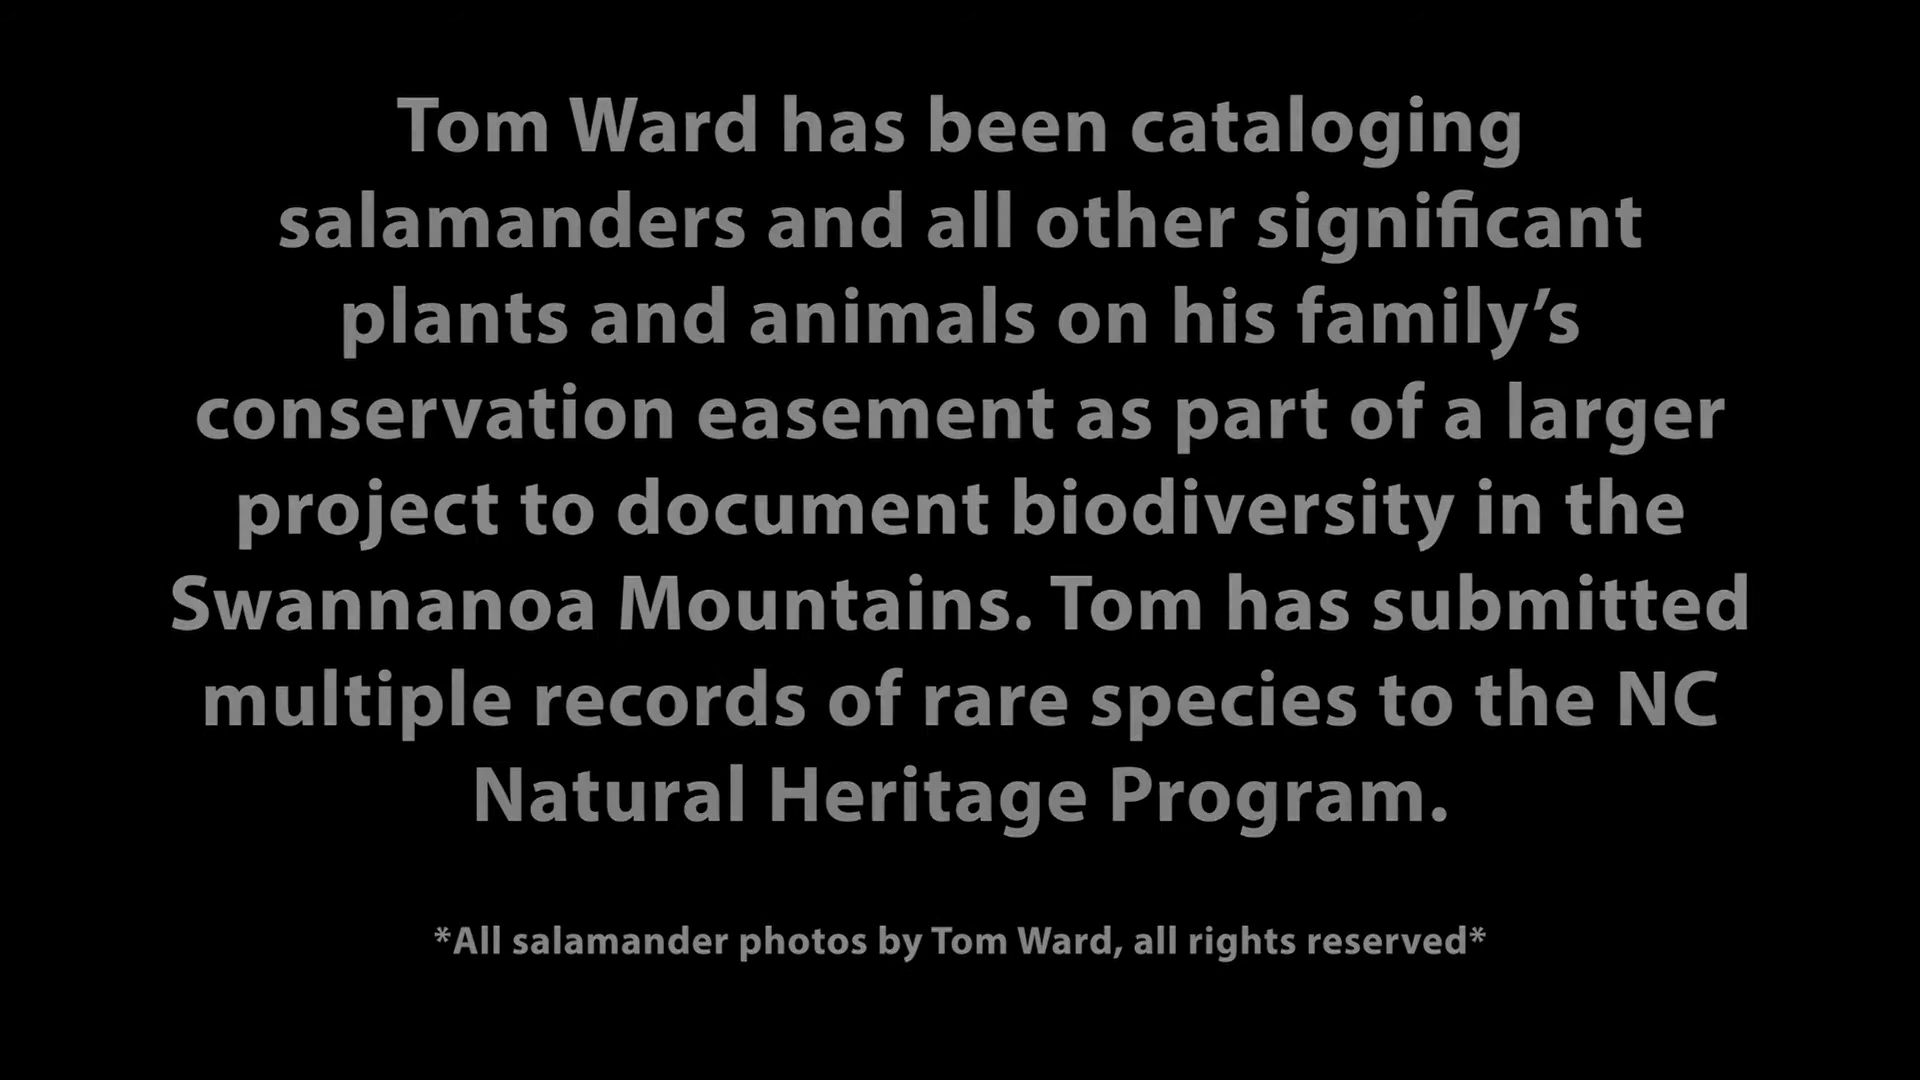 Tom Ward has been cataloging
salamanders and all other significant
plants and animals on his family’s
conservation easement as part of a larger
project to document biodiversity in the
Swannanoa Mountains. Tom has submitted
multiple records of rare species to the NC
Natural Heritage Program.
*All salamander photos by Tom Ward, all rights reserved*